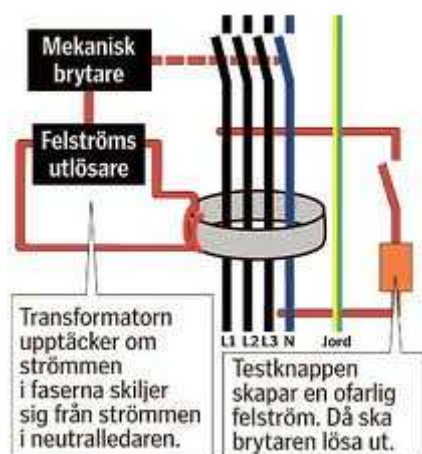 Mekanisk
brytare
Felströms
utlösare
L1 L2 L3 N Jord
Transformatorn
upptäcker om
strömmen
i faserna skiljer
sig från strömmen
i neutralledaren.
Testknappen
skapar en ofarlig
felström. Då ska
brytaren lösa ut.